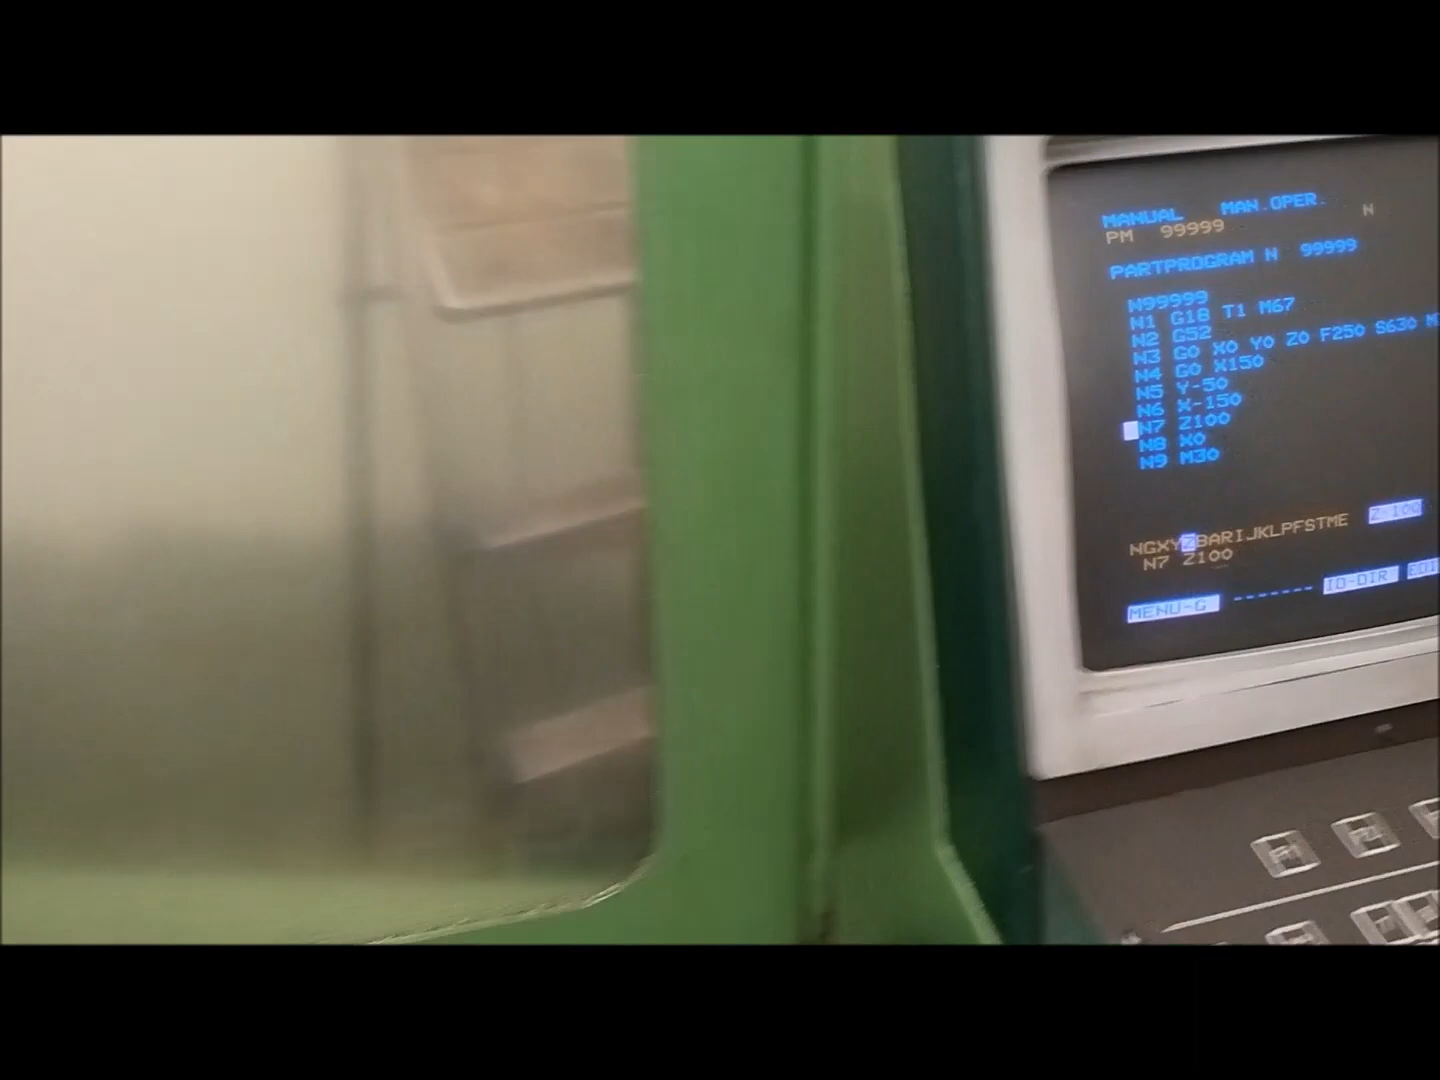 MANUAL MAN.OPER.
PM 99999 N
PARTPROGRAM N 99999
N99999
N1 G18 T1 M67
N2 G52
N3 G0 X0 Y0 Z0 F250 S630
N4 G0 X150
N5 Y-50
N6 X-150
N7 Z100
N8 X0
N9 M30
Z-100
NGXYZBARIJKLPFSTME
N7 Z100
MENU-G ------- IO-DIR